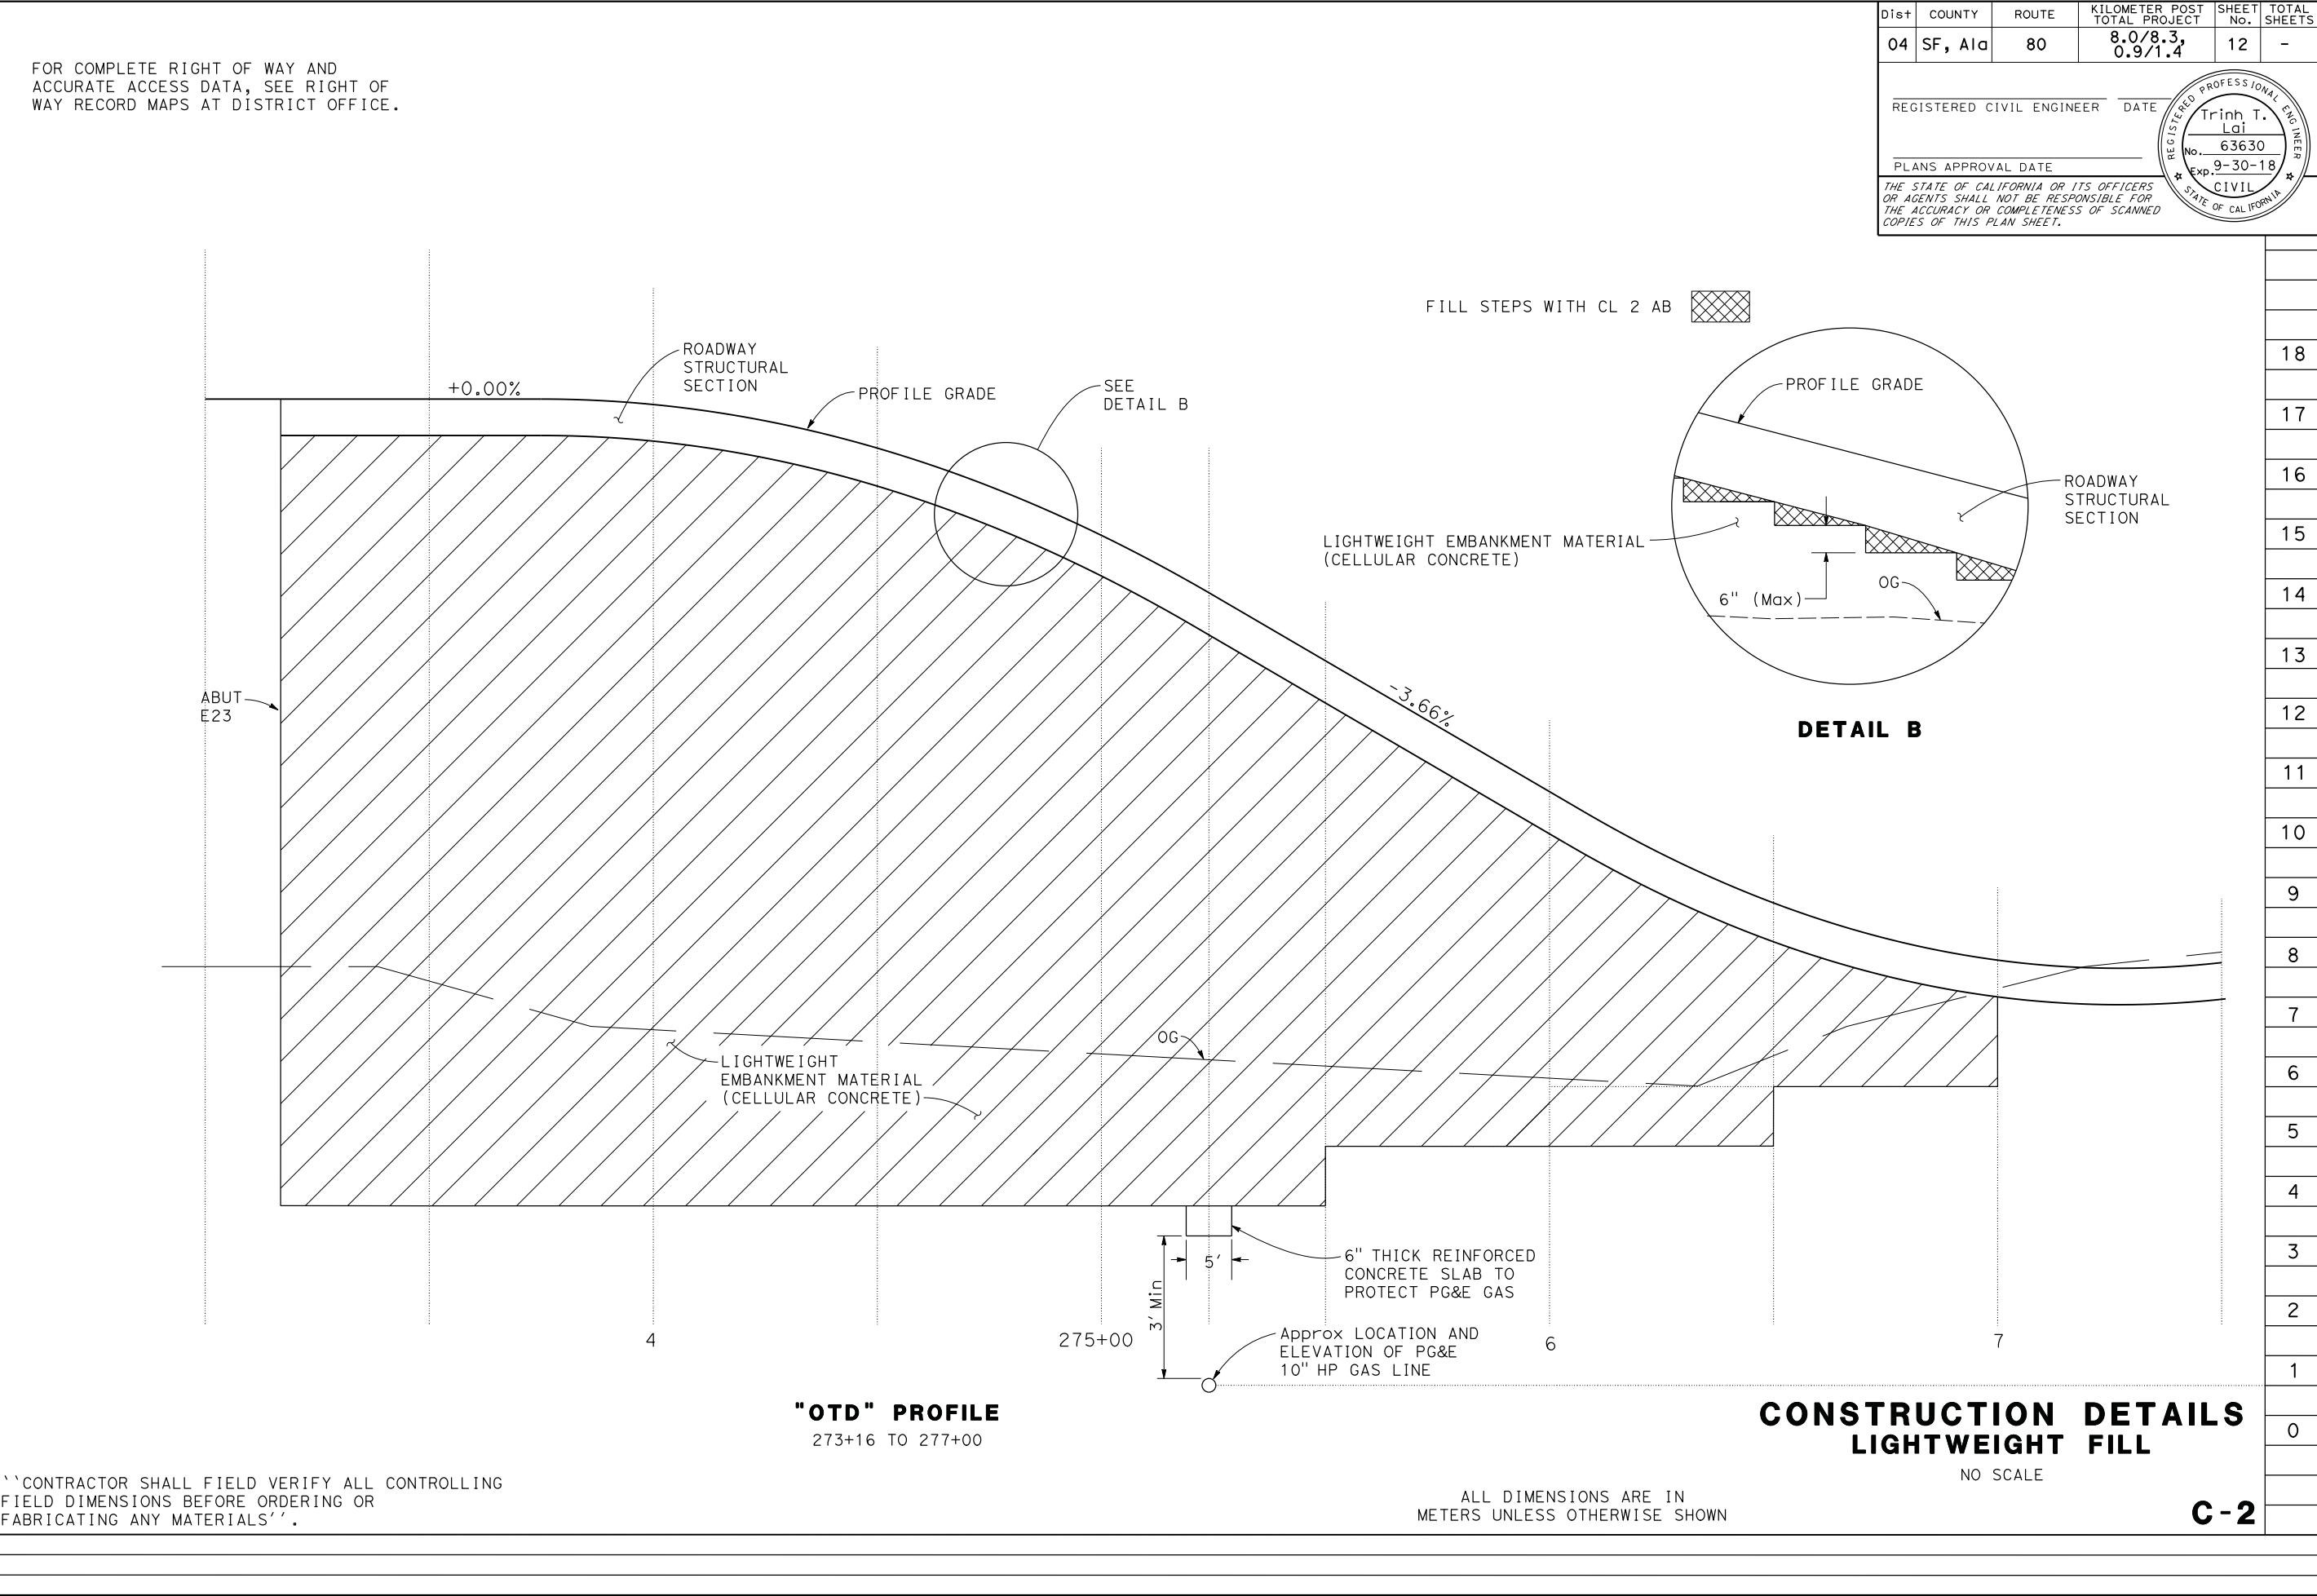 Dist COUNTY ROUTE KILOMETER POST TOTAL PROJECT SHEET No. TOTAL SHEETS
04 SF, Ala 80 8.0/8.3, 0.9/1.4 12 -
REGISTERED CIVIL ENGINEER DATE
PLANS APPROVAL DATE
REGISTERED PROFESSIONAL ENGINEER
Trinh T.
Lai
No. 63630
Exp. 9-30-18
CIVIL
STATE OF CALIFORNIA
THE STATE OF CALIFORNIA OR ITS OFFICERS
OR AGENTS SHALL NOT BE RESPONSIBLE FOR
THE ACCURACY OR COMPLETENESS OF SCANNED
COPIES OF THIS PLAN SHEET.
FOR COMPLETE RIGHT OF WAY AND
ACCURATE ACCESS DATA, SEE RIGHT OF
WAY RECORD MAPS AT DISTRICT OFFICE.
FILL STEPS WITH CL 2 AB
ROADWAY
STRUCTURAL
SECTION
+0.00%
PROFILE GRADE
SEE
DETAIL B
PROFILE GRADE
ROADWAY
STRUCTURAL
SECTION
LIGHTWEIGHT EMBANKMENT MATERIAL
(CELLULAR CONCRETE)
OG
6" (Max)
DETAIL B
-3.66%
ABUT
E23
OG
LIGHTWEIGHT
EMBANKMENT MATERIAL
(CELLULAR CONCRETE)
5'
3' Min
6" THICK REINFORCED
CONCRETE SLAB TO
PROTECT PG&E GAS
Approx LOCATION AND
ELEVATION OF PG&E
10" HP GAS LINE
4
275+00
6
7
18
17
16
15
14
13
12
11
10
9
8
7
6
5
4
3
2
1
0
"OTD" PROFILE
273+16 TO 277+00
CONSTRUCTION DETAILS
LIGHTWEIGHT FILL
NO SCALE
``CONTRACTOR SHALL FIELD VERIFY ALL CONTROLLING
FIELD DIMENSIONS BEFORE ORDERING OR
FABRICATING ANY MATERIALS´´.
ALL DIMENSIONS ARE IN
METERS UNLESS OTHERWISE SHOWN
C-2